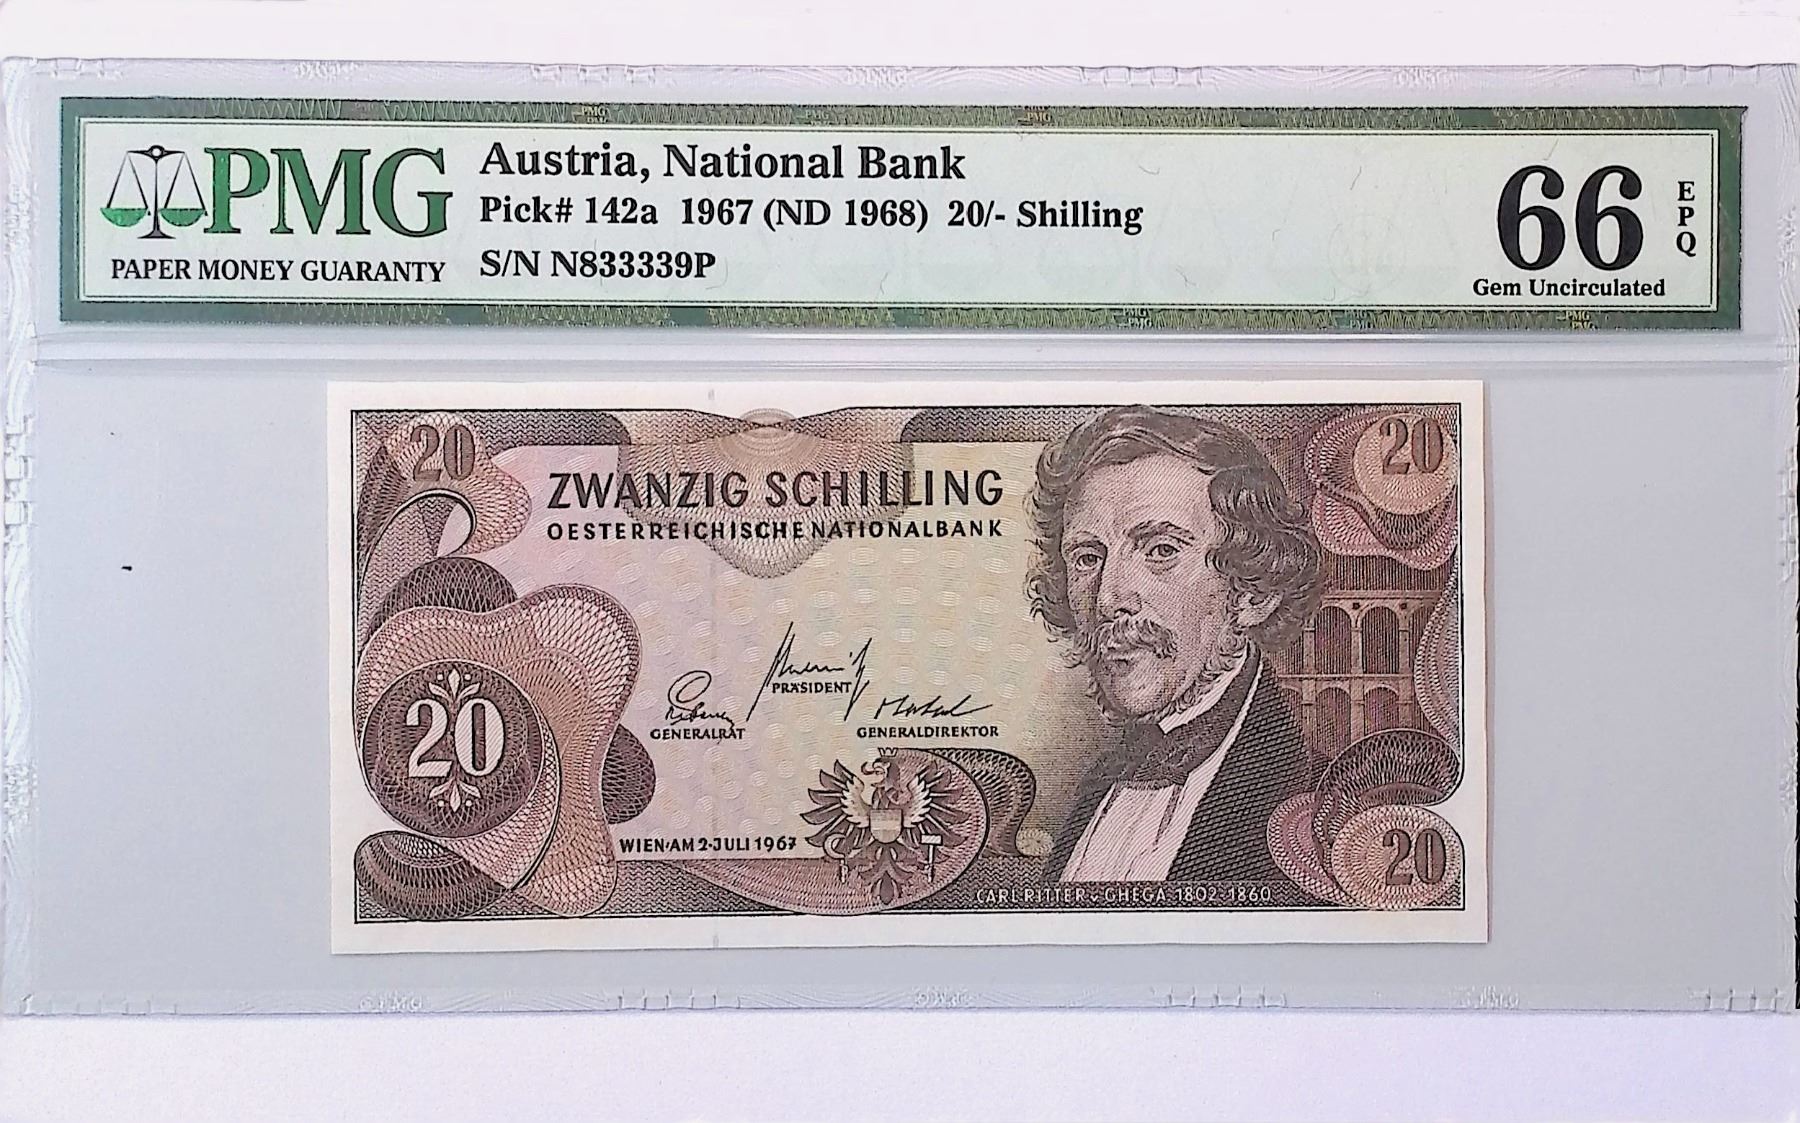 PMG
PAPER MONEY GUARANTY
Austria, National Bank
Pick# 142a 1967 (ND 1968) 20/- Shilling
S/N N833339P
66
EPQ
Gem Uncirculated
20
20
ZWANZIG SCHILLING
OESTERREICHISCHE NATIONALBANK
PRÄSIDENT
GENERALRAT
GENERALDIREKTOR
20
WIEN·AM 2·JULI 1967
20
CARL RITTER v GHEGA 1802-1860